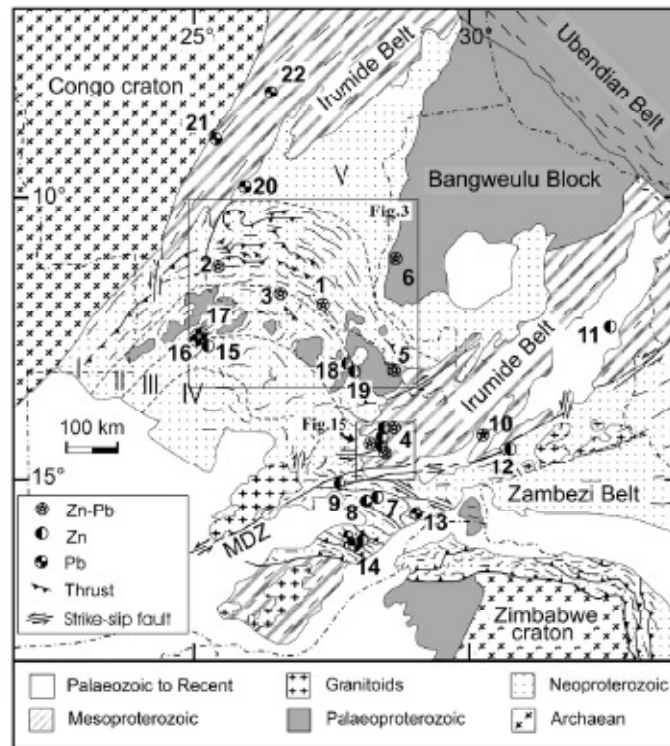 25°
30°
Congo craton
22
Irumide Belt
Ubendian Belt
21
20
V
10°
Bangweulu Block
Fig.3
2
6
3
1
17
11
16
15
18
5
I
II
III
IV
19
Irumide Belt
100 km
Fig.15
4
10
12
15°
Zambezi Belt
Zn-Pb
9
8
7
13
Zn
MDZ
Pb
14
Thrust
Strike-slip fault
Zimbabwe
craton
Palaeozoic to Recent
Granitoids
Neoproterozoic
Mesoproterozoic
Palaeoproterozoic
Archaean